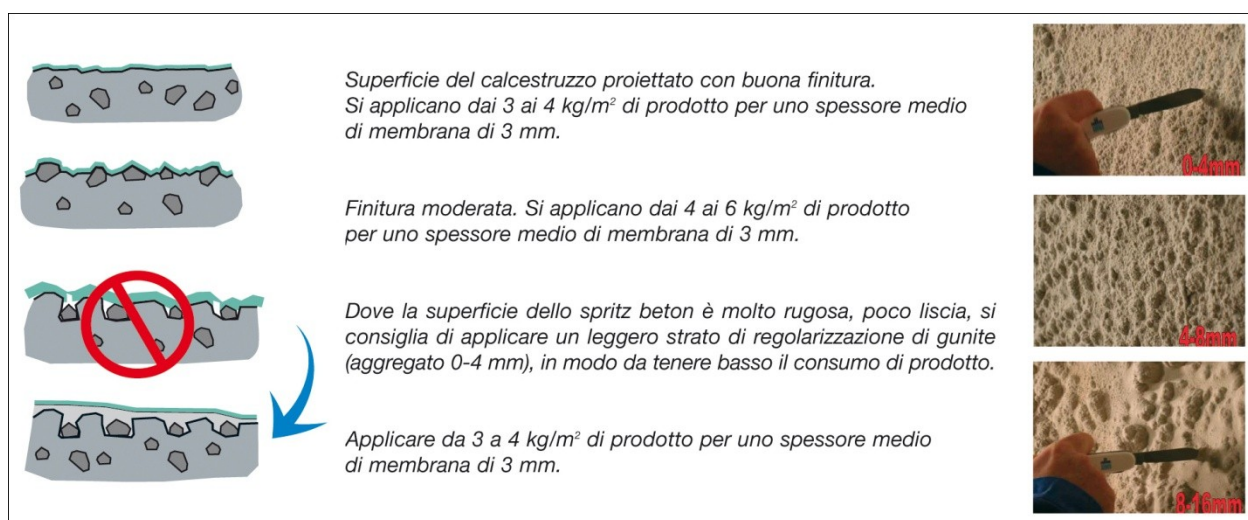 Superficie del calcestruzzo proiettato con buona finitura.
Si applicano dai 3 ai 4 kg/m² di prodotto per uno spessore medio
di membrana di 3 mm.
0-4mm
Finitura moderata. Si applicano dai 4 ai 6 kg/m² di prodotto
per uno spessore medio di membrana di 3 mm.
4-8mm
Dove la superficie dello spritz beton è molto rugosa, poco liscia, si
consiglia di applicare un leggero strato di regolarizzazione di gunite
(aggregato 0-4 mm), in modo da tenere basso il consumo di prodotto.
Applicare da 3 a 4 kg/m² di prodotto per uno spessore medio
di membrana di 3 mm.
8-16mm